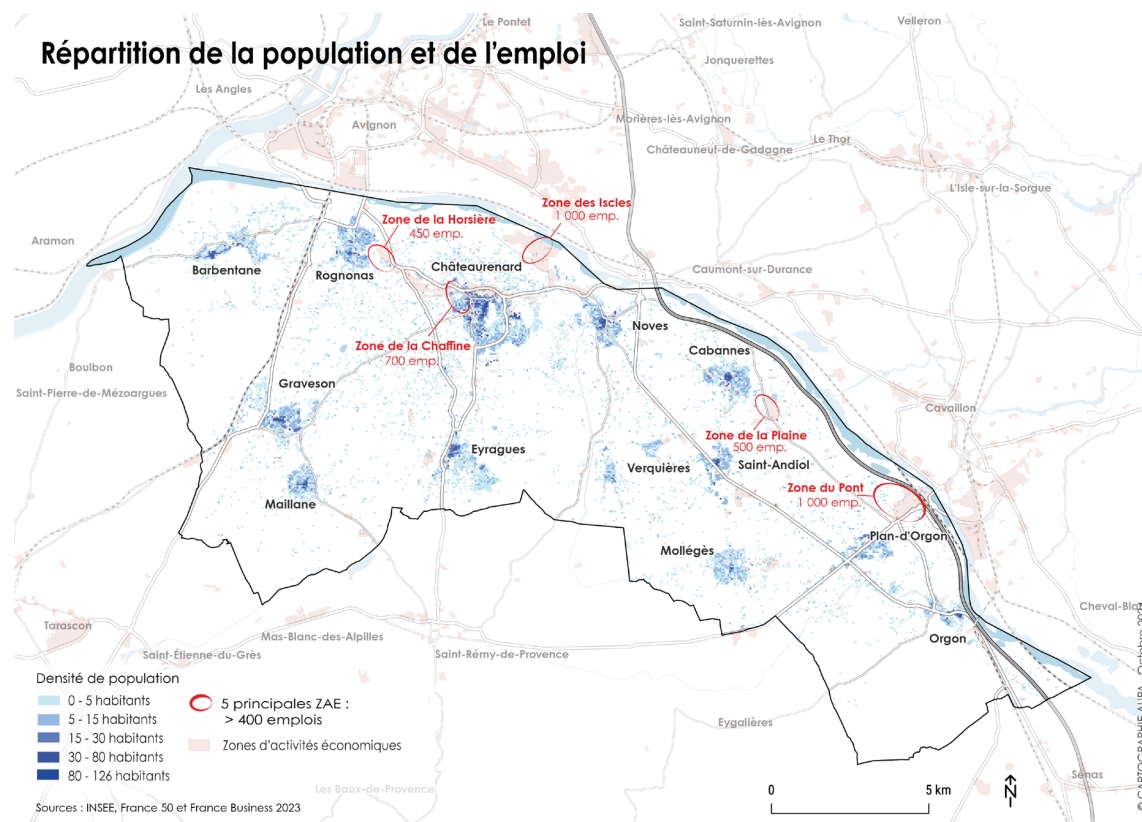 Répartition de la population et de l'emploi
Le Pontet
Saint-Saturnin-lès-Avignon
Velleron
Jonquerettes
Les Angles
Avignon
Morières-lès-Avignon
Le Thor
Châteauneuf-de-Gadagne
L'Isle-sur-la-Sorgue
Zone des Iscles
1 000 emp.
Zone de la Horsière
450 emp.
Aramon
Barbentane
Rognonas
Châteaurenard
Caumont-sur-Durance
Noves
Zone de la Chaffine
700 emp.
Cabannes
Boulbon
Saint-Pierre-de-Mézoargues
Graveson
Cavaillon
Zone de la Plaine
500 emp.
Eyragues
Verquières
Saint-Andiol
Zone du Pont
1 000 emp.
Maillane
Plan-d'Orgon
Mollégès
Cheval-Bla
Tarascon
Mas-Blanc-des-Alpilles
Orgon
Saint-Étienne-du-Grès
Saint-Rémy-de-Provence
Eygalières
Sénas
Les Baux-de-Provence
Densité de population
0 - 5 habitants
5 - 15 habitants
15 - 30 habitants
30 - 80 habitants
80 - 126 habitants
5 principales ZAE :
> 400 emplois
Zones d'activités économiques
0
5 km
N
Sources : INSEE, France 50 et France Business 2023
© CARTOGRAPHIE AUPA - Octobre